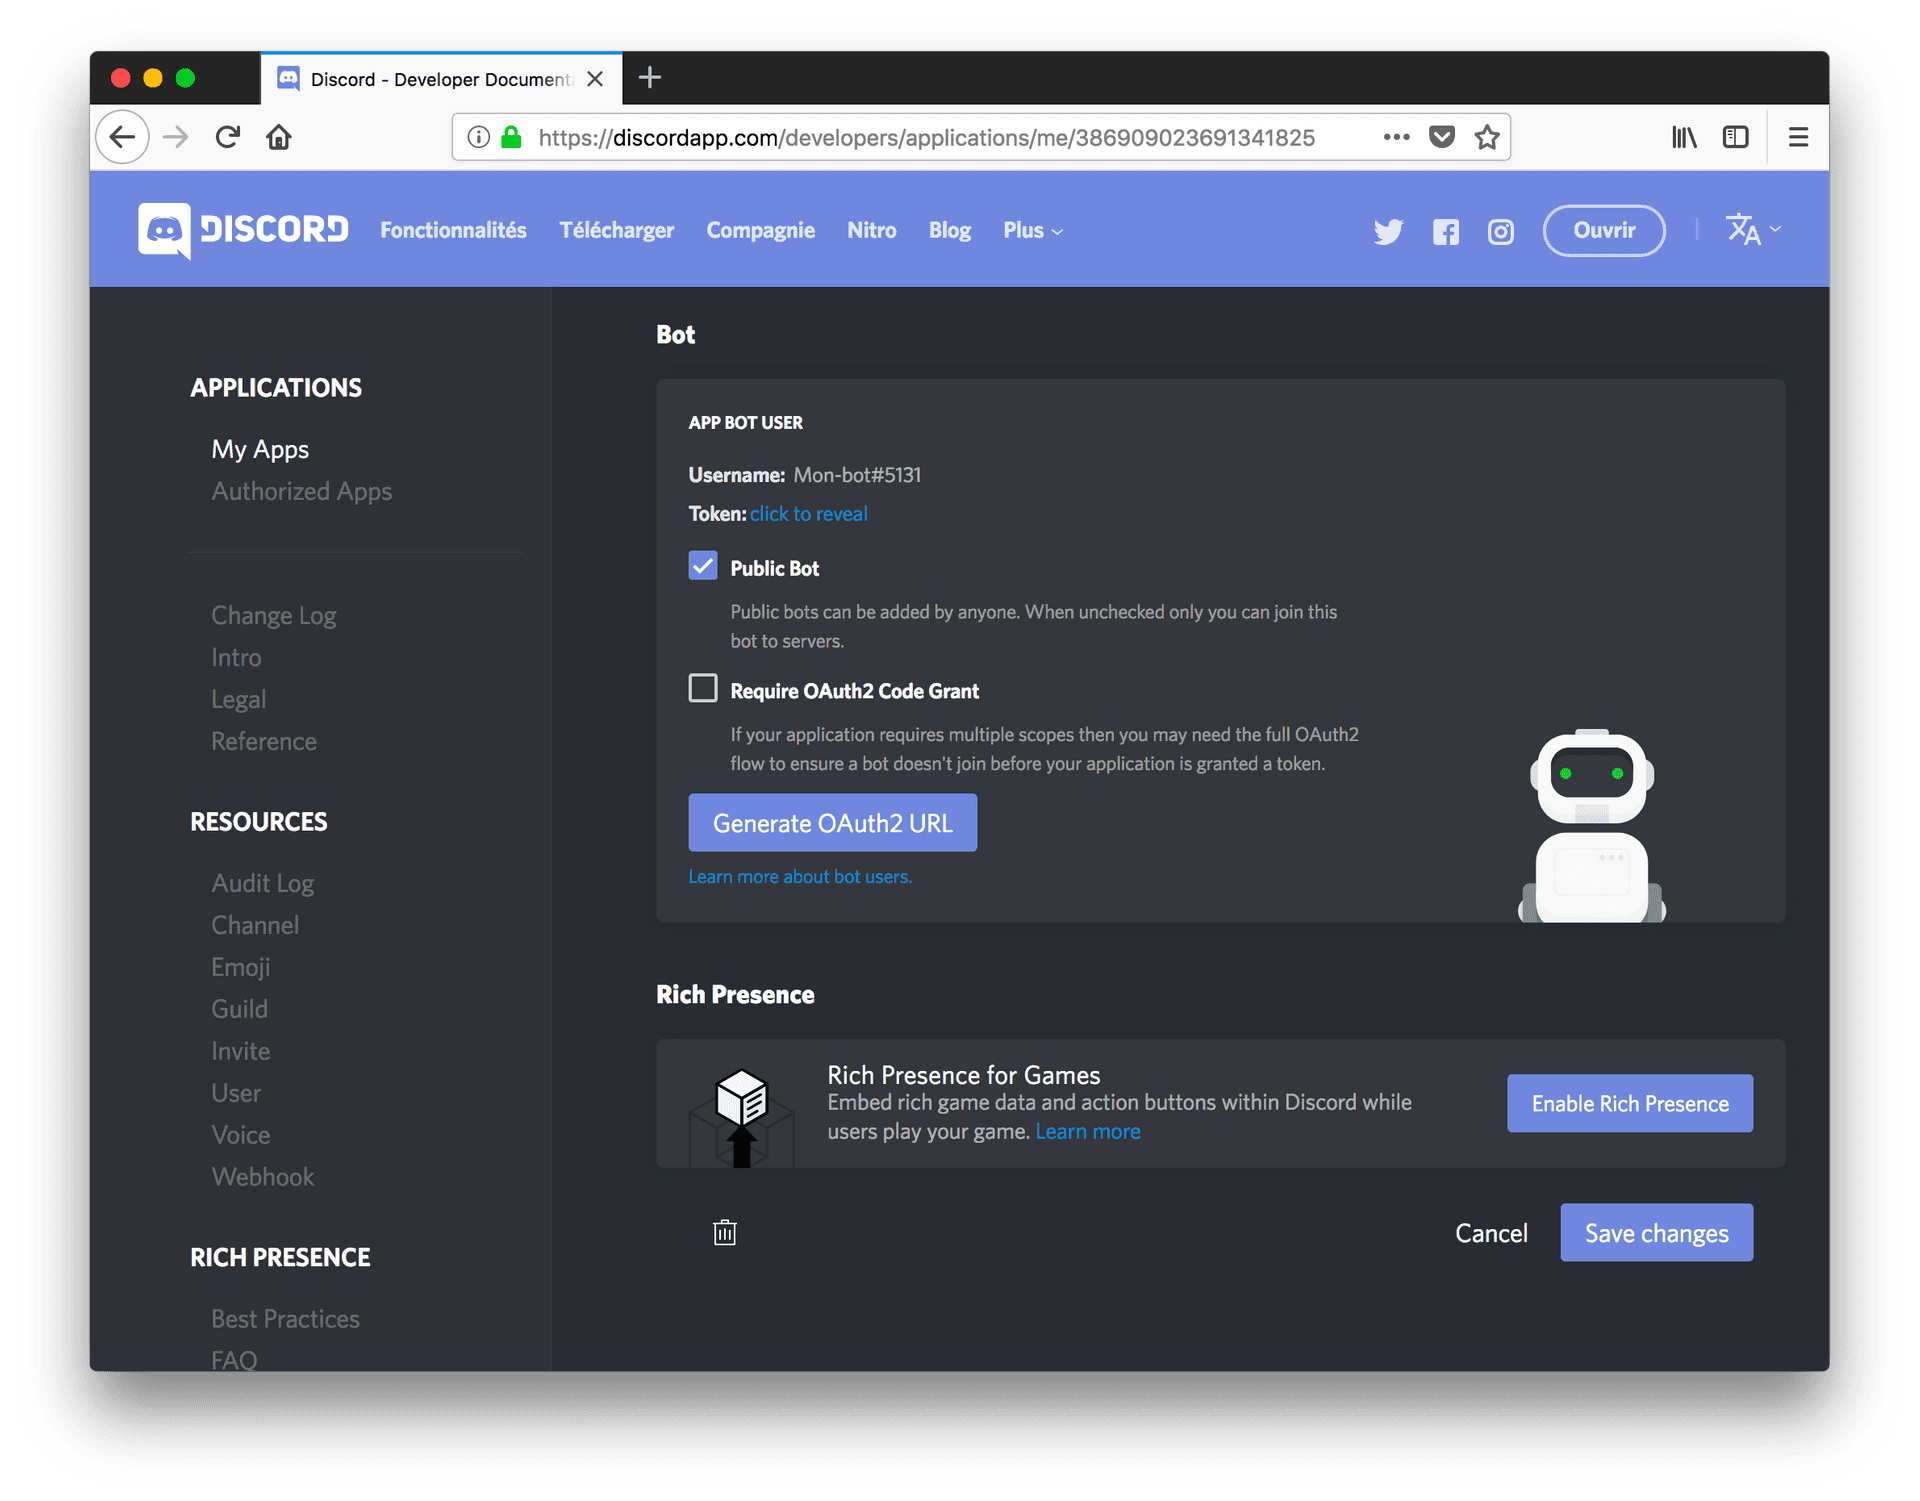 Discord - Developer Document
https://discordapp.com/developers/applications/me/386909023691341825
DISCORD
Fonctionnalités
Télécharger
Compagnie
Nitro
Blog
Plus
Ouvrir
APPLICATIONS
My Apps
Authorized Apps
Change Log
Intro
Legal
Reference
RESOURCES
Audit Log
Channel
Emoji
Guild
Invite
User
Voice
Webhook
RICH PRESENCE
Best Practices
FAQ
Bot
APP BOT USER
Username: Mon-bot#5131
Token: click to reveal
Public Bot
Public bots can be added by anyone. When unchecked only you can join this
bot to servers.
Require OAuth2 Code Grant
If your application requires multiple scopes then you may need the full OAuth2
flow to ensure a bot doesn't join before your application is granted a token.
Generate OAuth2 URL
Learn more about bot users.
Rich Presence
Rich Presence for Games
Embed rich game data and action buttons within Discord while
users play your game. Learn more
Enable Rich Presence
Cancel
Save changes